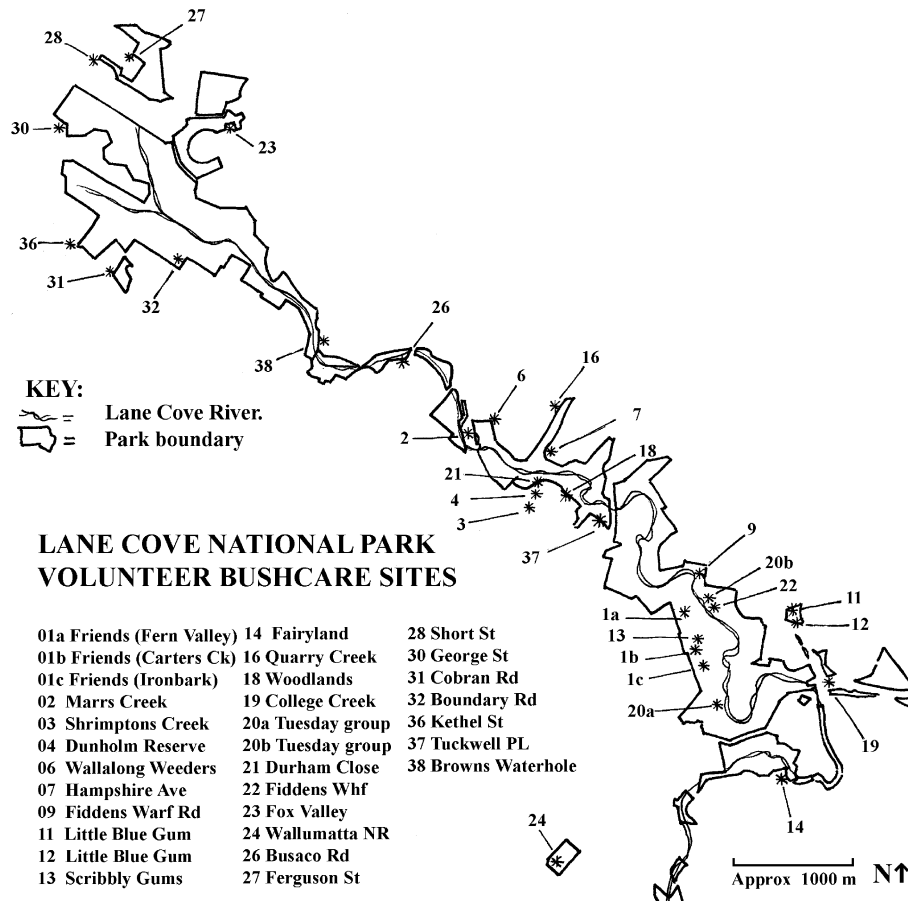 27
28
30
23
36
31
32
26
38
KEY:
Lane Cove River.
= Park boundary
16
6
7
2
18
21
4
3
37
LANE COVE NATIONAL PARK
VOLUNTEER BUSHCARE SITES
9
20b
22
1a
11
13
12
1b
1c
20a
19
14
24
01a Friends (Fern Valley)
01b Friends (Carters Ck)
01c Friends (Ironbark)
02 Marrs Creek
03 Shrimptons Creek
04 Dunholm Reserve
06 Wallalong Weeders
07 Hampshire Ave
09 Fiddens Warf Rd
11 Little Blue Gum
12 Little Blue Gum
13 Scribbly Gums
14 Fairyland
16 Quarry Creek
18 Woodlands
19 College Creek
20a Tuesday group
20b Tuesday group
21 Durham Close
22 Fiddens Whf
23 Fox Valley
24 Wallumatta NR
26 Busaco Rd
27 Ferguson St
28 Short St
30 George St
31 Cobran Rd
32 Boundary Rd
36 Kethel St
37 Tuckwell PL
38 Browns Waterhole
Approx 1000 m
N↑